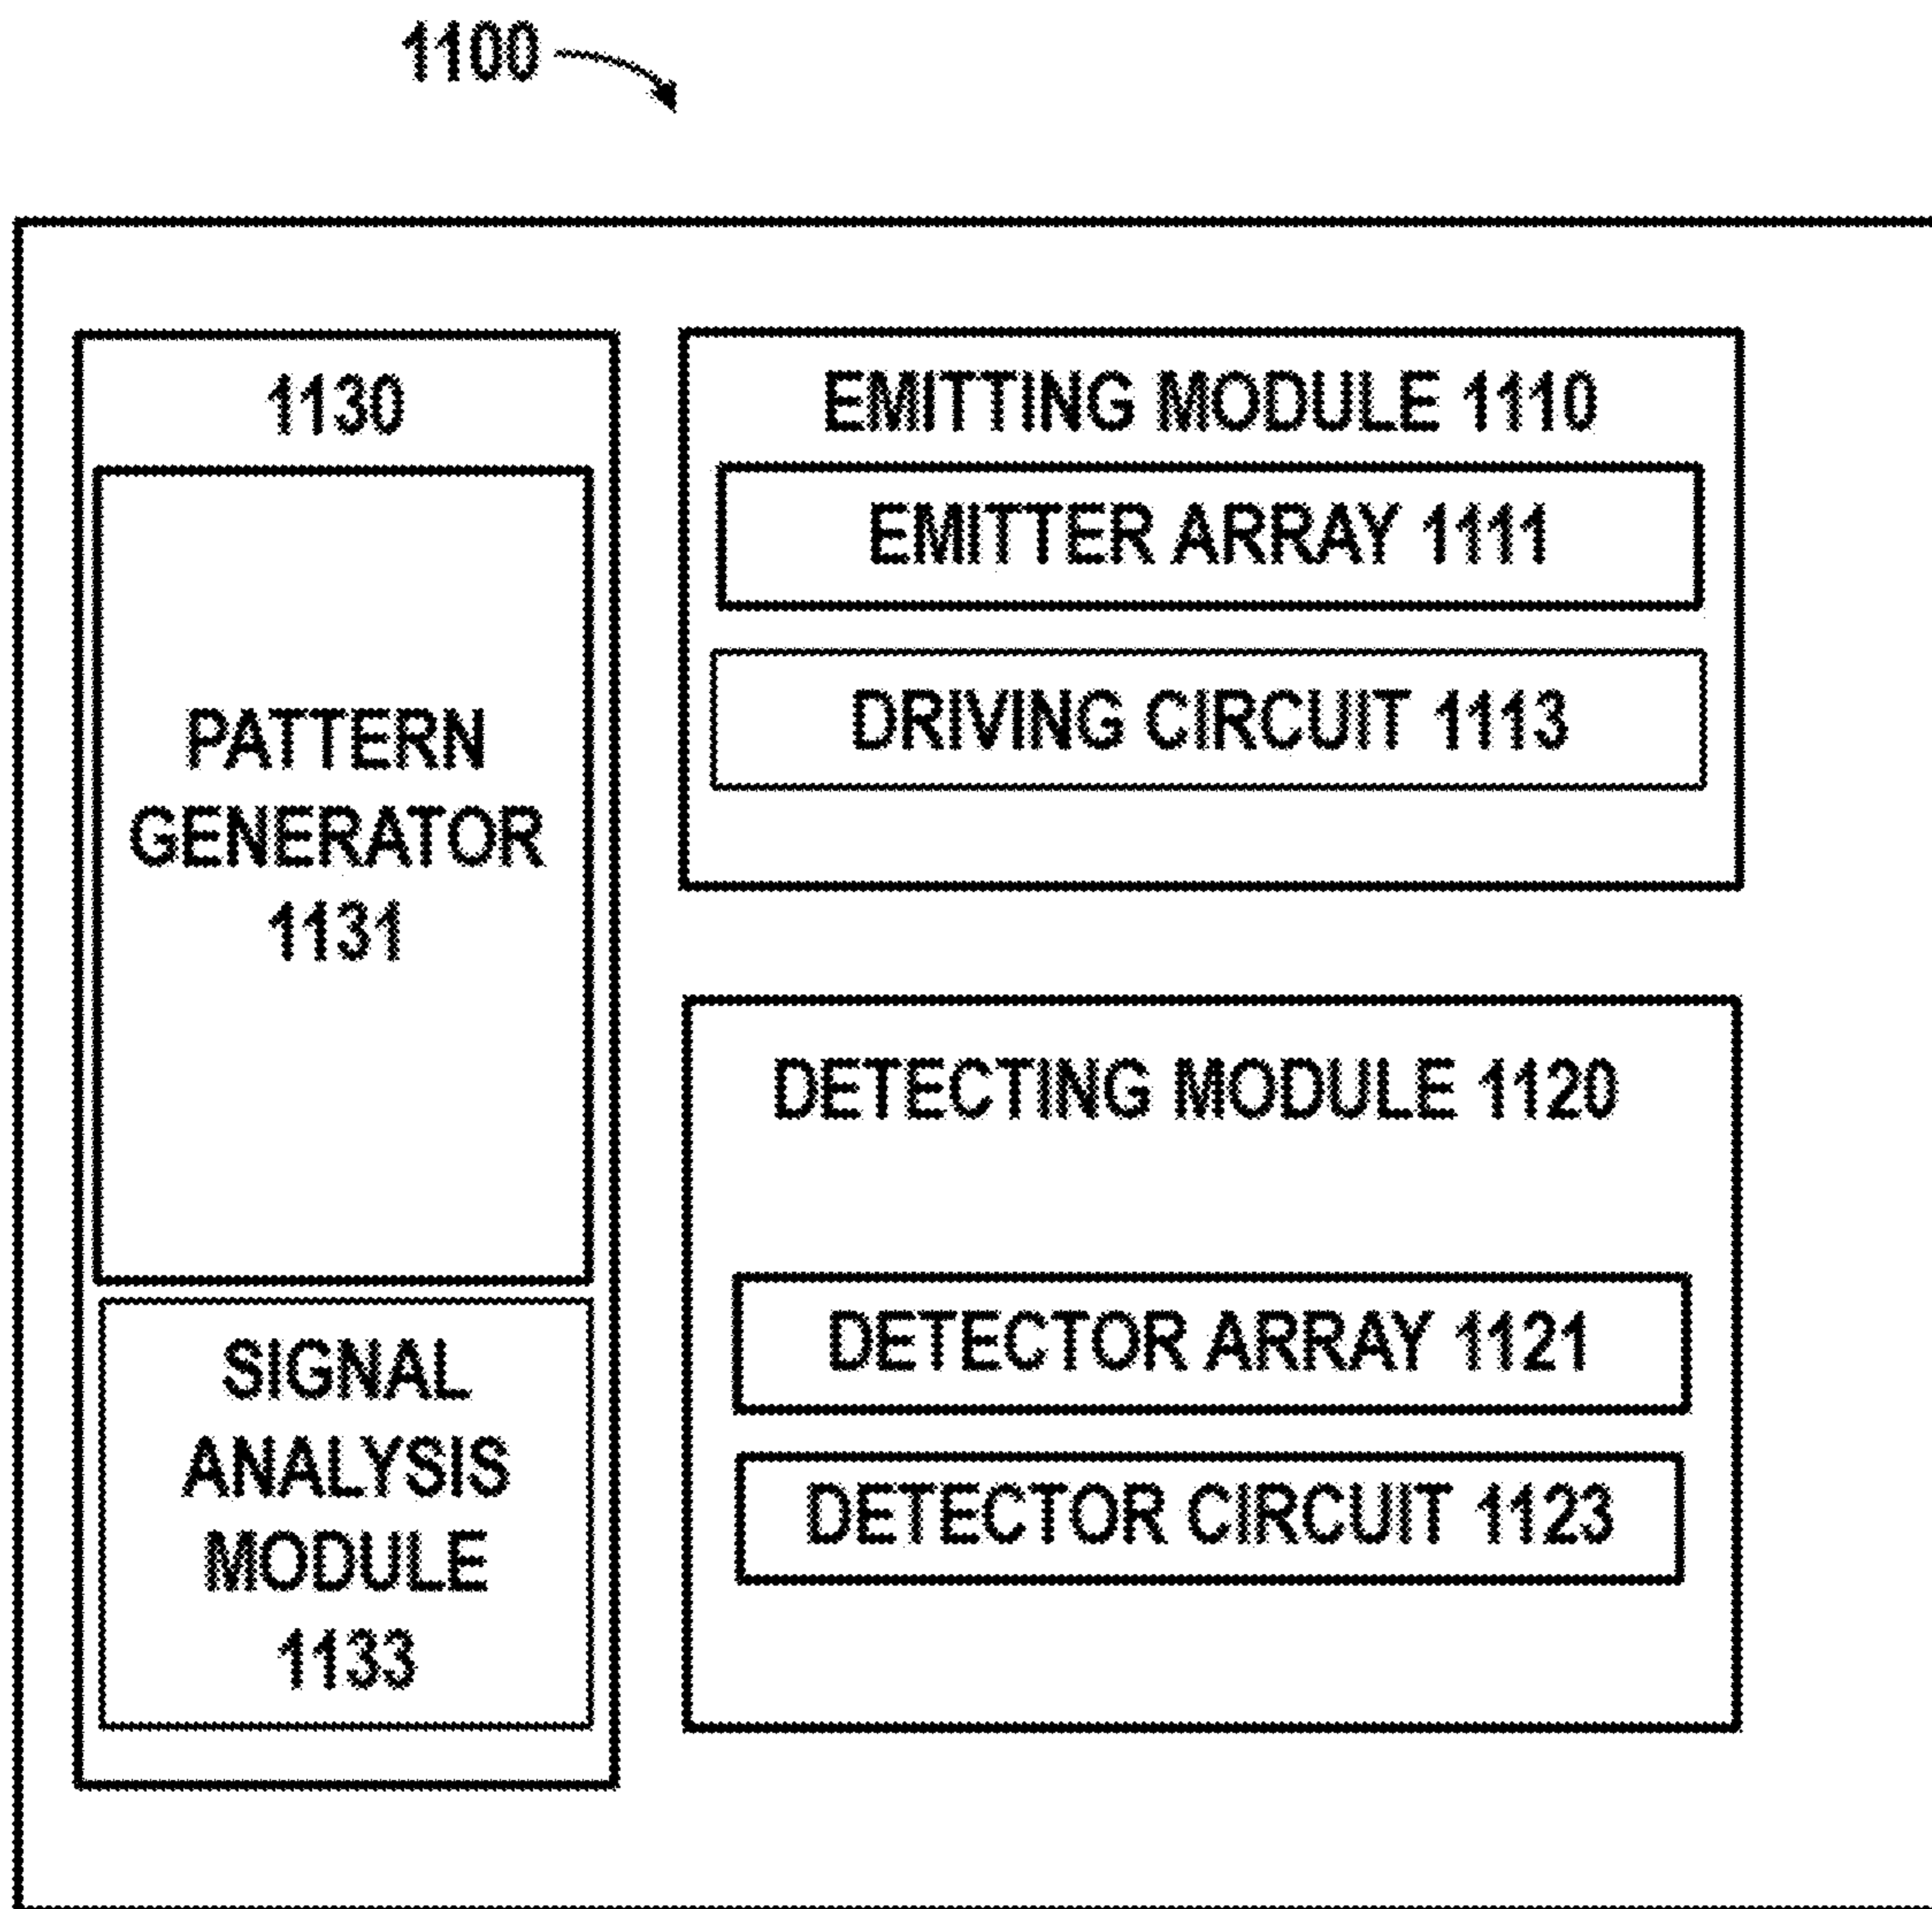 1100
1130
PATTERN
GENERATOR
1131
SIGNAL
ANALYSIS
MODULE
1133
EMITTING MODULE 1110
EMITTER ARRAY 1111
DRIVING CIRCUIT 1113
DETECTING MODULE 1120
DETECTOR ARRAY 1121
DETECTOR CIRCUIT 1123